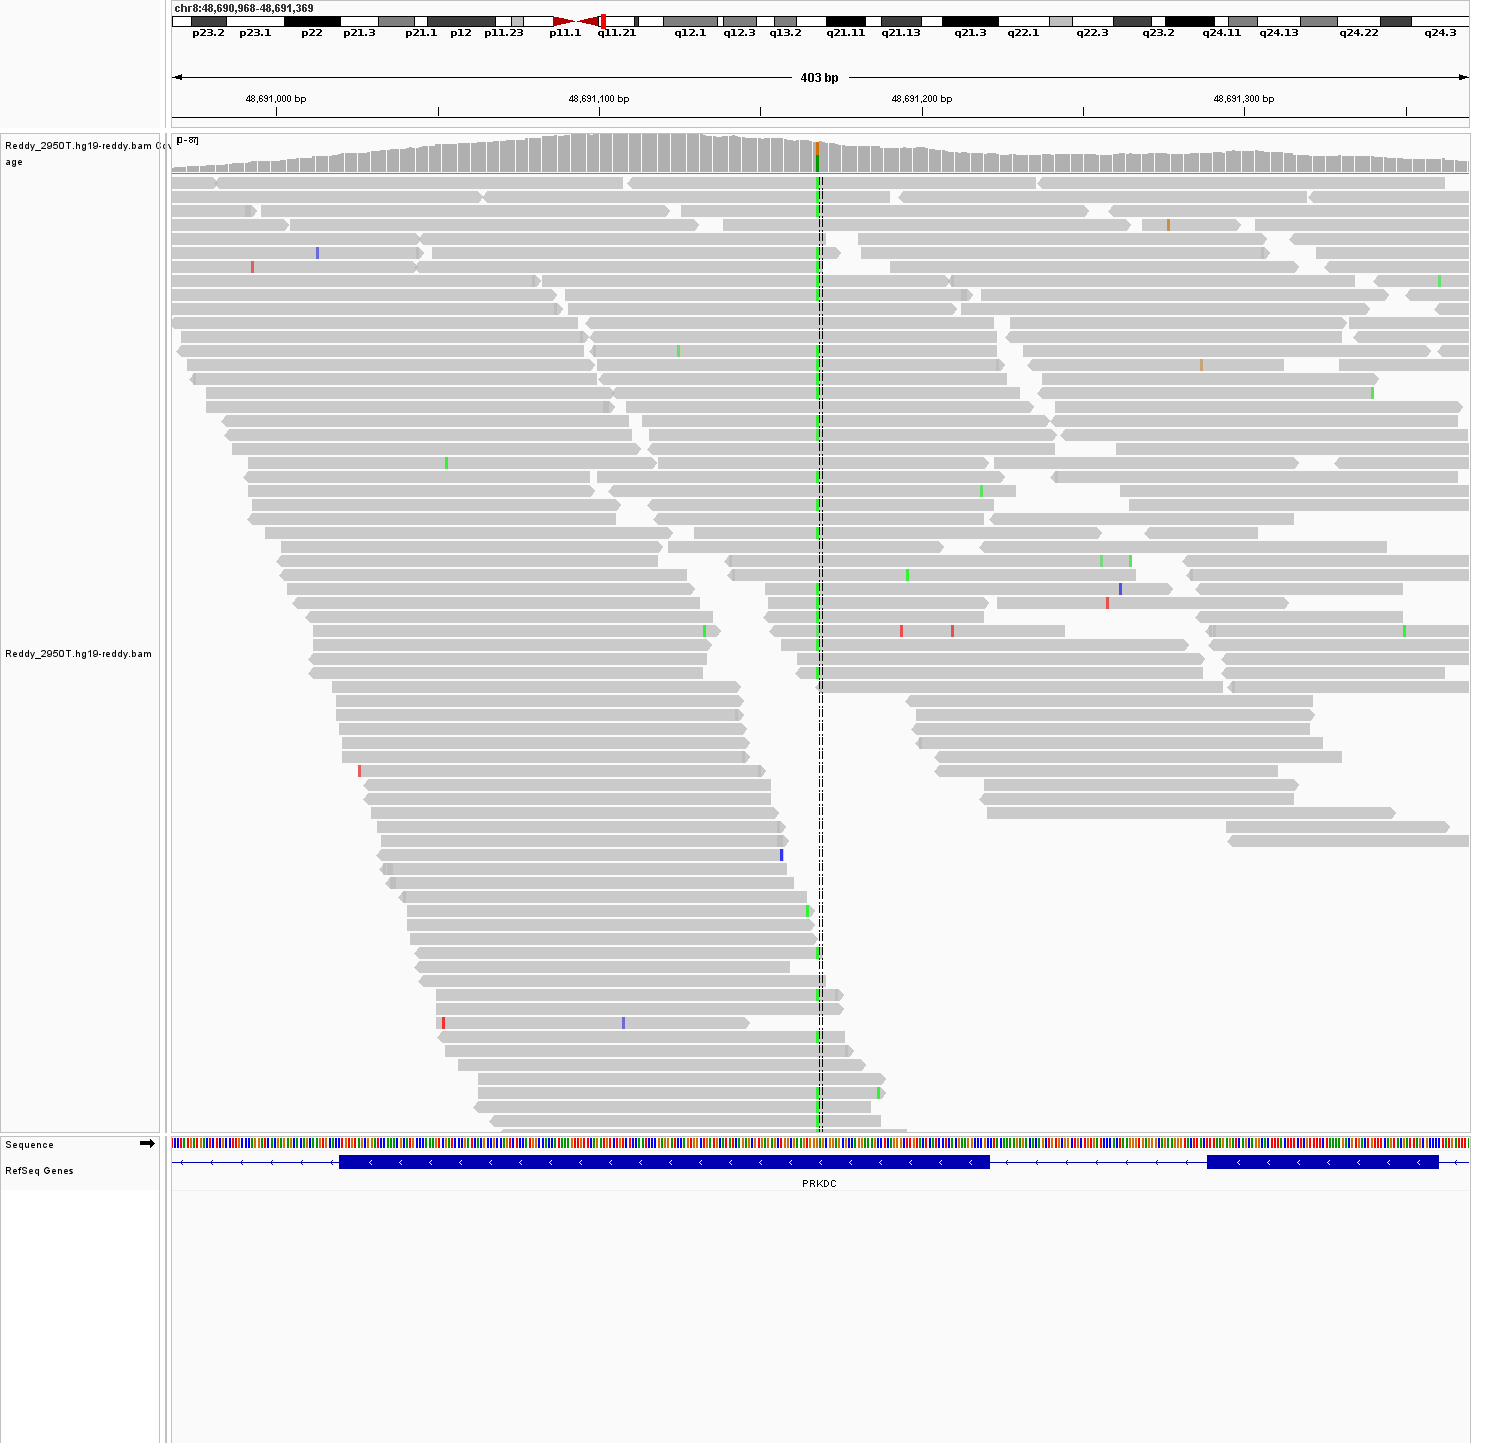 chr8:48,690,968-48,691,369
p23.2 p23.1 p22 p21.3 p21.1 p12 p11.23 p11.1 q11.21 q12.1 q12.3 q13.2 q21.11 q21.13 q21.3 q22.1 q22.3 q23.2 q24.11 q24.13 q24.22 q24.3
403 bp
48,691,000 bp 48,691,100 bp 48,691,200 bp 48,691,300 bp
[0 - 87]
Reddy_2950T.hg19-reddy.bam Cov
age
Reddy_2950T.hg19-reddy.bam
Sequence
RefSeq Genes
PRKDC